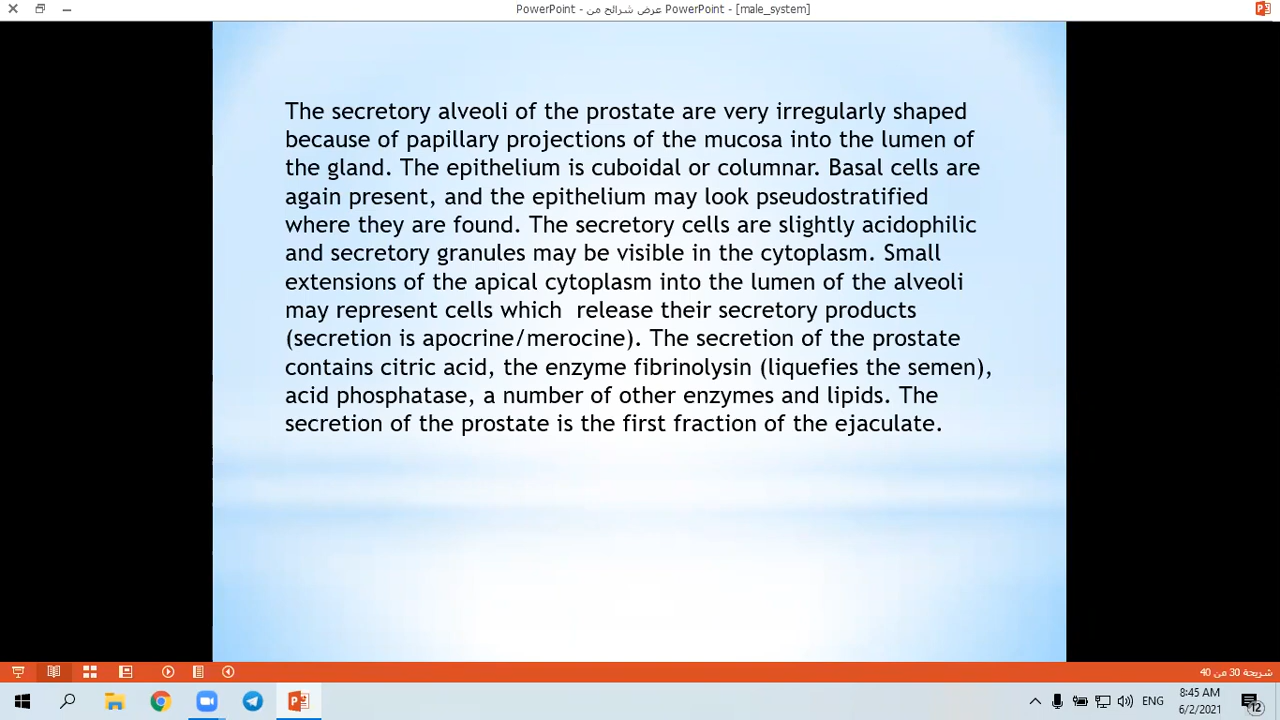 PowerPoint عرض شرائح من - PowerPoint - [male_system]
The secretory alveoli of the prostate are very irregularly shaped
because of papillary projections of the mucosa into the lumen of
the gland. The epithelium is cuboidal or columnar. Basal cells are
again present, and the epithelium may look pseudostratified
where they are found. The secretory cells are slightly acidophilic
and secretory granules may be visible in the cytoplasm. Small
extensions of the apical cytoplasm into the lumen of the alveoli
may represent cells which  release their secretory products
(secretion is apocrine/merocine). The secretion of the prostate
contains citric acid, the enzyme fibrinolysin (liquefies the semen),
acid phosphatase, a number of other enzymes and lipids. The
secretion of the prostate is the first fraction of the ejaculate.
شريحة 30 من 40
ENG
8:45 AM
6/2/2021
12